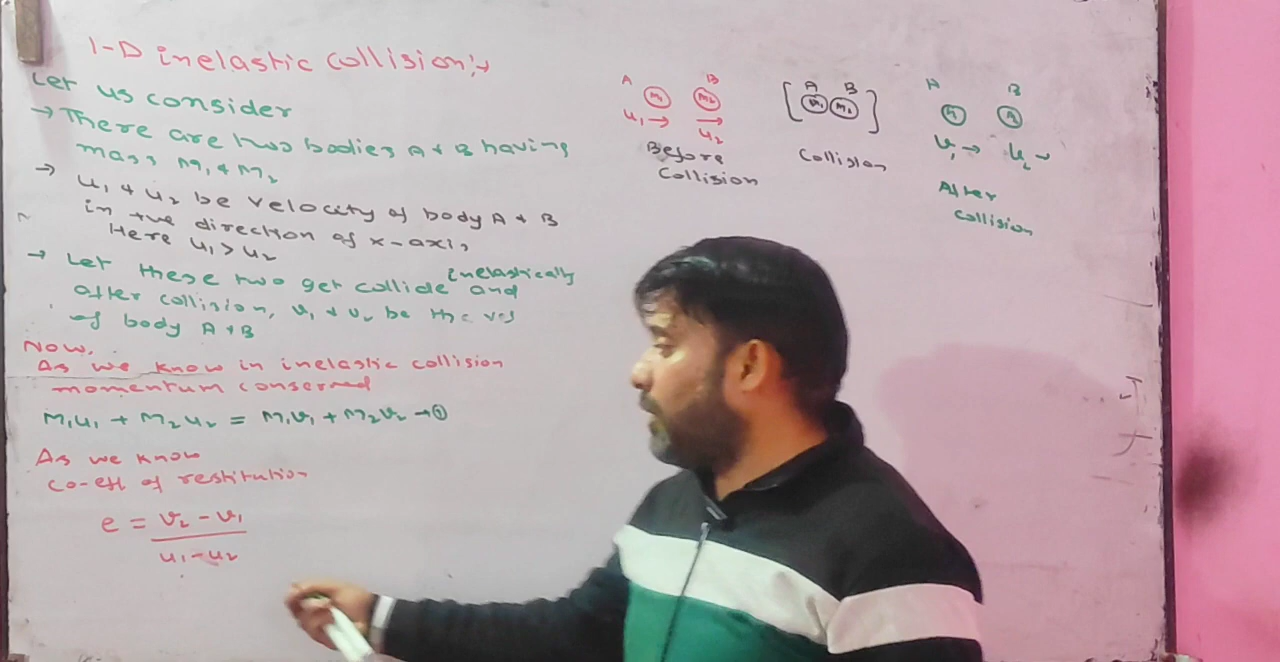 1-D inelastic collision:→
Let us consider
→ There are two bodies A & B having
mass m₁ & m₂
→ u₁ & u₂ be velocity of body A & B
in +ve direction of x-axis
Here u₁ > u₂
→ Let these two get collide inelastically and
after collision, v₁ & v₂ be the vel
of body A & B
Now,
As we know in inelastic collision
momentum conserved
m₁u₁ + m₂u₂ = m₁v₁ + m₂v₂ → ①
As we know
co-eff of restitution
e = v₂ - v₁
u₁ - u₂
A B
m₁ m₂
u₁→ →
u₂
Before
collision
A B
m₁ m₂
Collision
A B
v₁→
After
collision